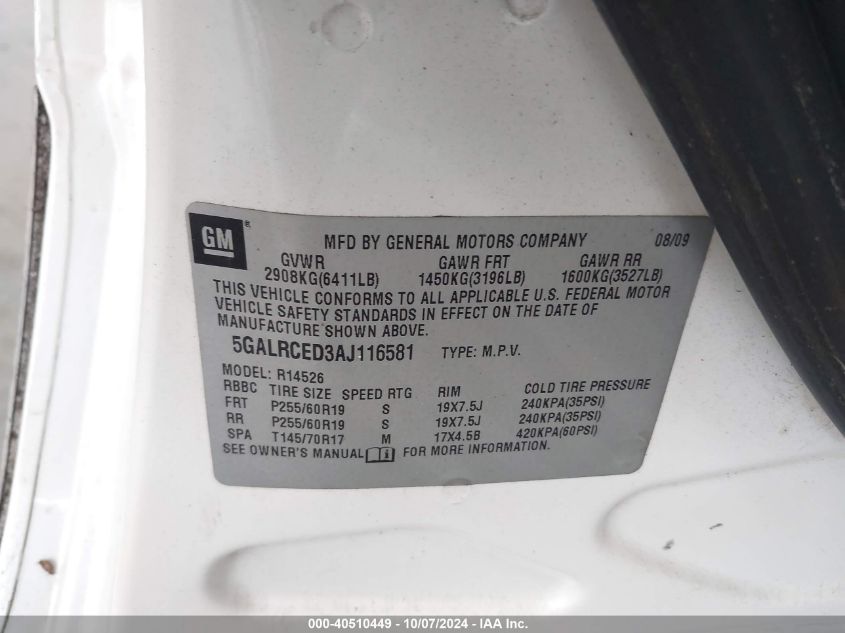 GM ®
MFD BY GENERAL MOTORS COMPANY 08/09
GVWR GAWR FRT GAWR RR
2908KG(6411LB) 1450KG(3196LB) 1600KG(3527LB)
THIS VEHICLE CONFORMS TO ALL APPLICABLE U.S. FEDERAL MOTOR
VEHICLE SAFETY STANDARDS IN EFFECT ON THE DATE OF
MANUFACTURE SHOWN ABOVE.
5GALRCED3AJ116581 TYPE: M.P.V.
MODEL: R14526
RBBC TIRE SIZE SPEED RTG RIM COLD TIRE PRESSURE
FRT P255/60R19 S 19X7.5J 240KPA(35PSI)
RR P255/60R19 S 19X7.5J 240KPA(35PSI)
SPA T145/70R17 M 17X4.5B 420KPA(60PSI)
SEE OWNER'S MANUAL i FOR MORE INFORMATION.
000-40510449 - 10/07/2024 - IAA Inc.